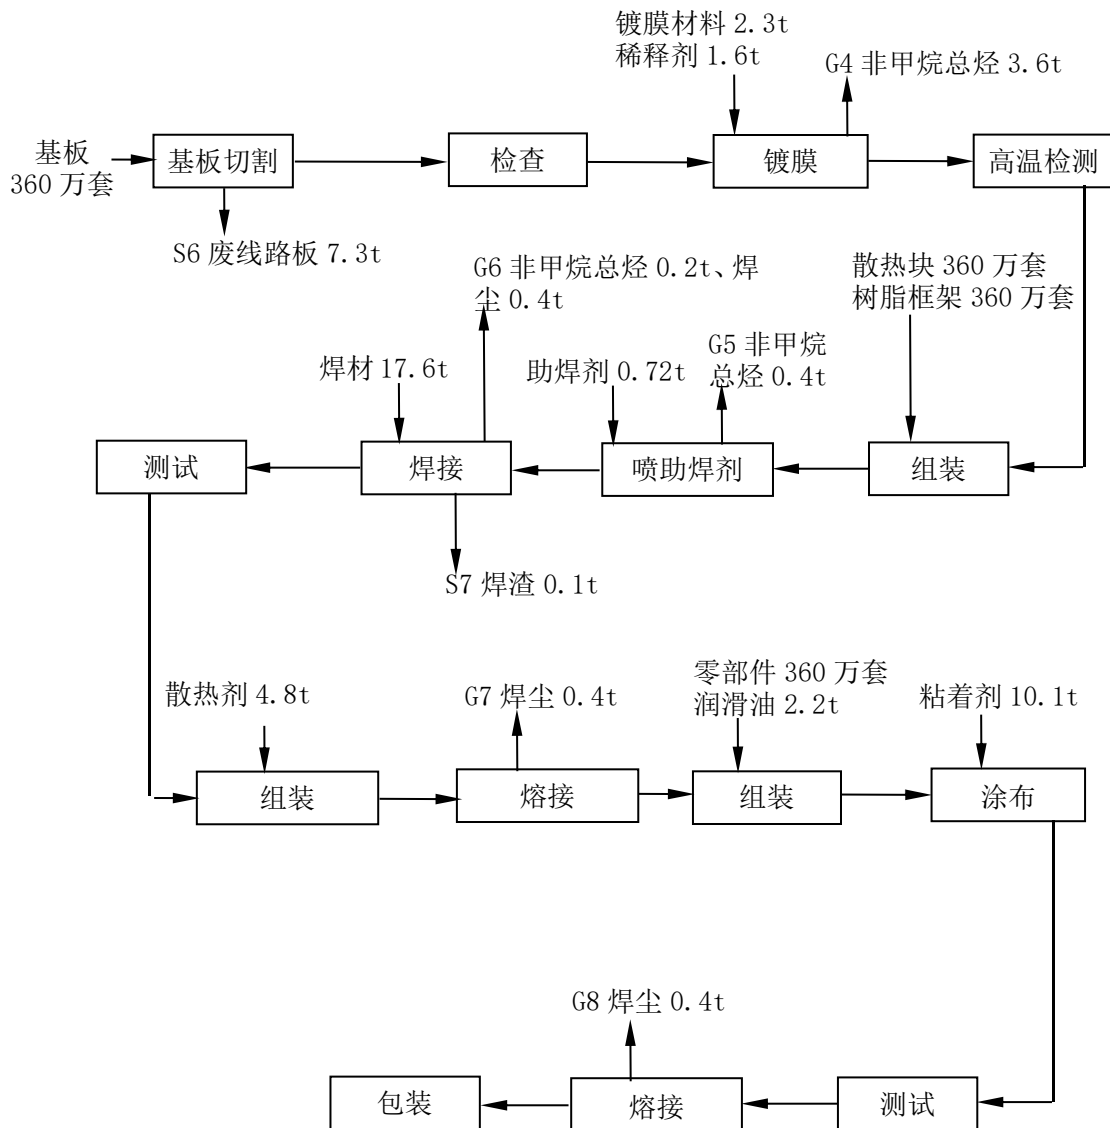 镀膜材料 2.3t
稀释剂 1.6t
G4 非甲烷总烃 3.6t
基板
360 万套
基板切割
检查
镀膜
高温检测
S6 废线路板 7.3t
G6 非甲烷总烃 0.2t、焊
尘 0.4t
散热块 360 万套
树脂框架 360 万套
焊材 17.6t
助焊剂 0.72t
G5 非甲烷
总烃 0.4t
测试
焊接
喷助焊剂
组装
S7 焊渣 0.1t
散热剂 4.8t
G7 焊尘 0.4t
零部件 360 万套
润滑油 2.2t
粘着剂 10.1t
组装
熔接
组装
涂布
G8 焊尘 0.4t
包装
熔接
测试